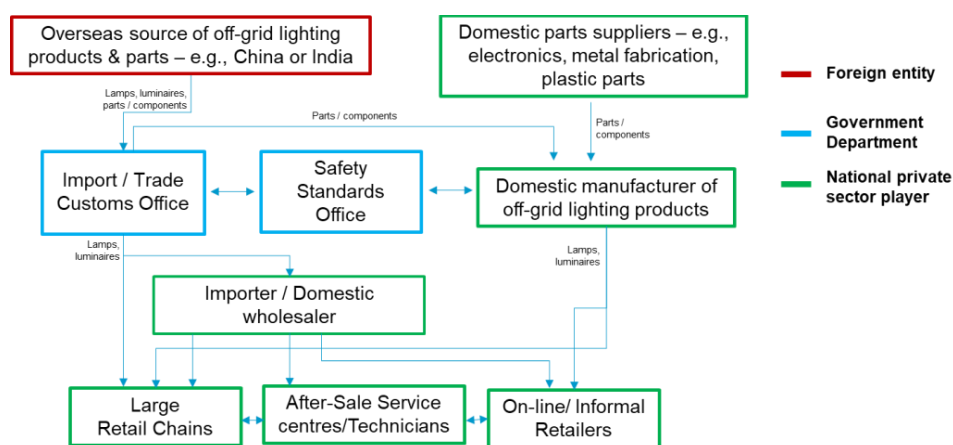 Overseas source of off-grid lighting
products & parts – e.g., China or India
Domestic parts suppliers – e.g.,
electronics, metal fabrication,
plastic parts
Foreign entity
Government
Department
National private
sector player
Lamps, luminaires,
parts / components
Parts / components
Parts /
components
Import / Trade
Customs Office
Safety
Standards
Office
Domestic manufacturer of
off-grid lighting products
Lamps,
luminaires
Lamps,
luminaires
Importer / Domestic
wholesaler
Large
Retail Chains
After-Sale Service
centres/Technicians
On-line/ Informal
Retailers